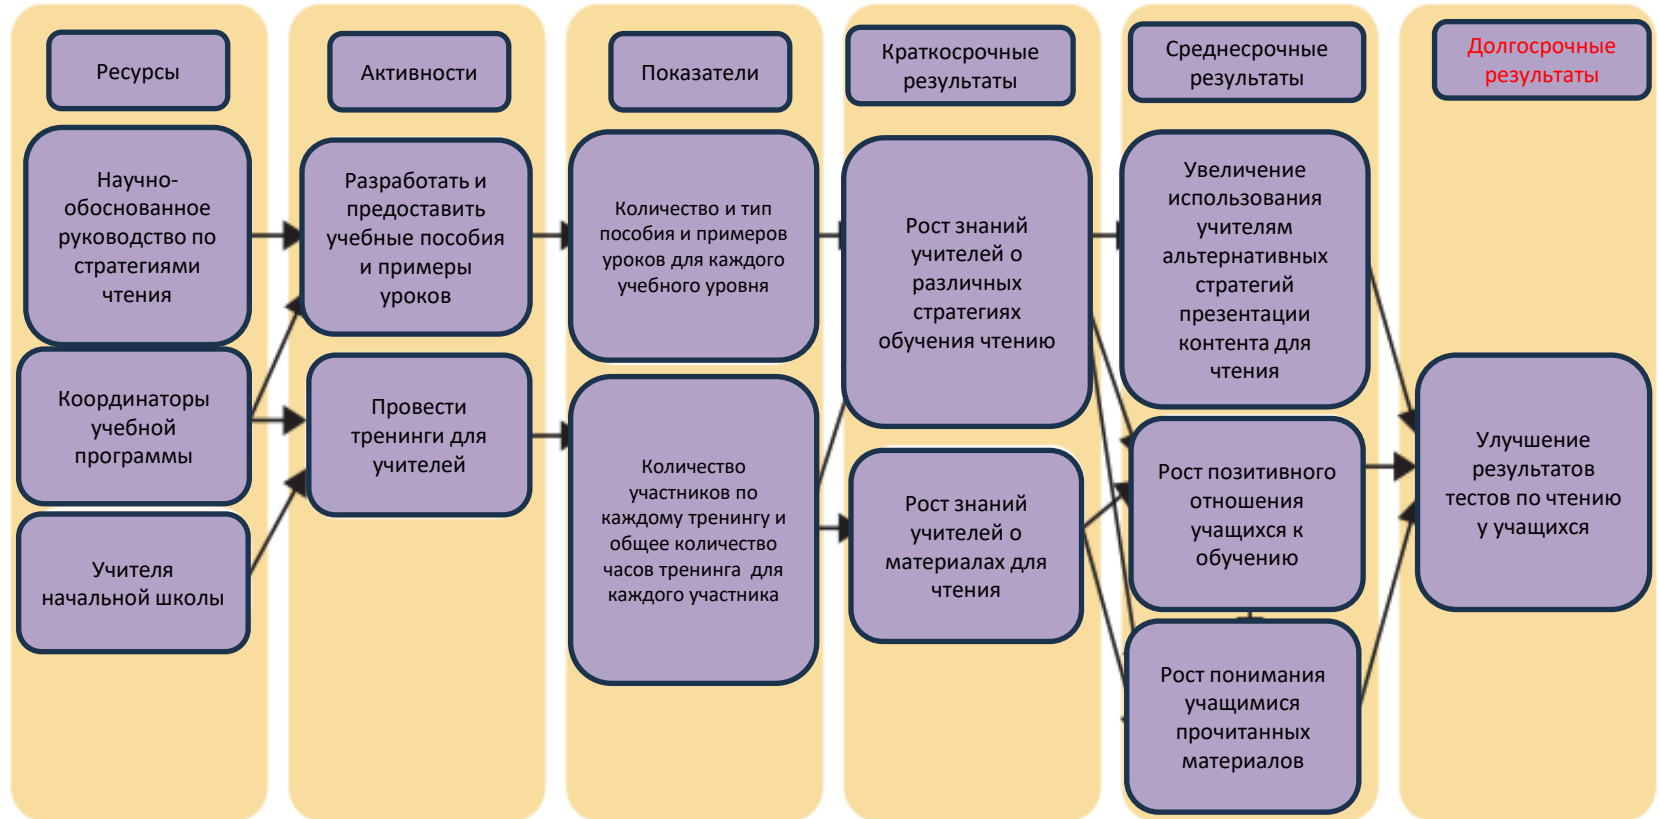 Ресурсы
Активности
Показатели
Краткосрочные
результаты
Среднесрочные
результаты
Долгосрочные
результаты
Научно-
обоснованное
руководство по
стратегиями
чтения
Координаторы
учебной
программы
Учителя
начальной школы
Разработать и
предоставить
учебные пособия
и примеры
уроков
Провести
тренинги для
учителей
Количество и тип
пособия и примеров
уроков для каждого
учебного уровня
Количество
участников по
каждому тренингу и
общее количество
часов тренинга для
каждого участника
Рост знаний
учителей о
различных
стратегиях
обучения чтению
Рост знаний
учителей о
материалах для
чтения
Увеличение
использования
учителям
альтернативных
стратегий
презентации
контента для
чтения
Рост позитивного
отношения
учащихся к
обучению
Рост понимания
учащимися
прочитанных
материалов
Улучшение
результатов
тестов по чтению
у учащихся